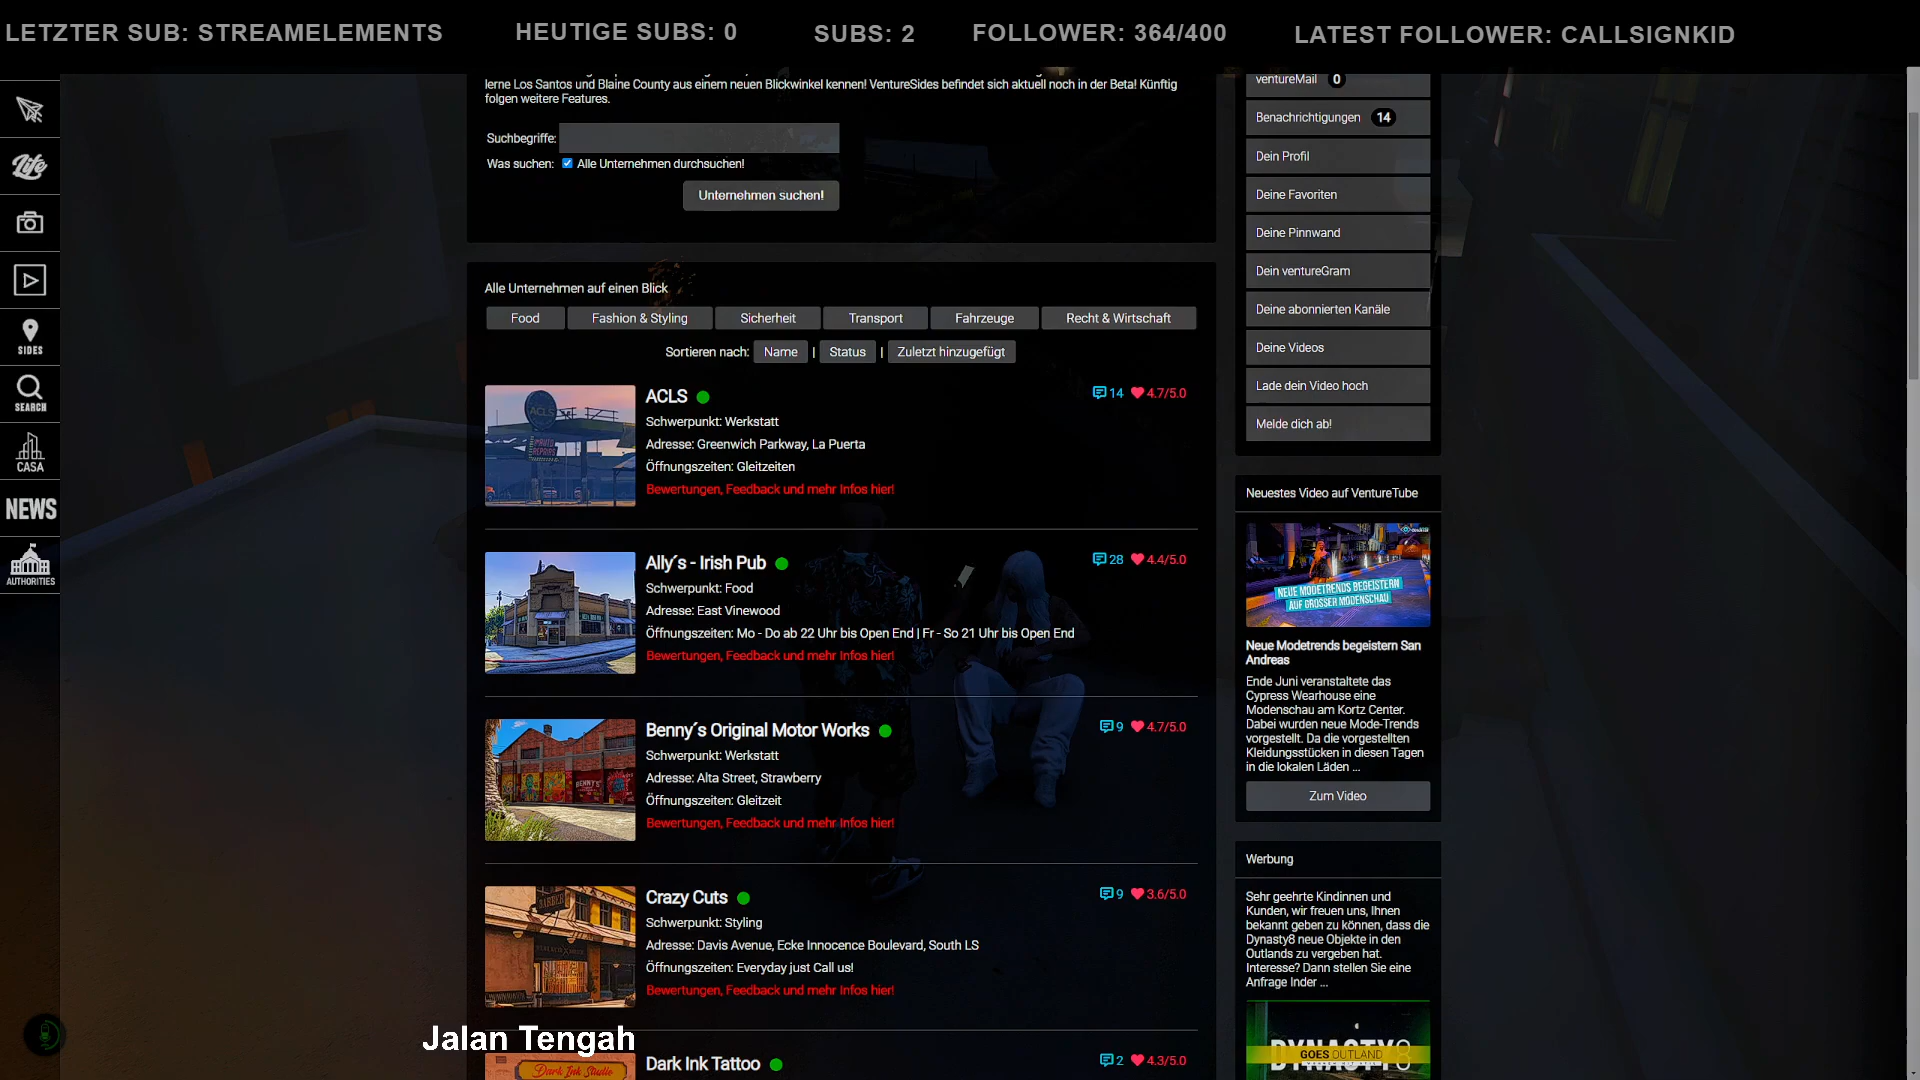 LETZTER SUB: STREAMELEMENTS
HEUTIGE SUBS: 0
SUBS: 2
FOLLOWER: 364/400
LATEST FOLLOWER: CALLSIGNKID
Life
SIDES
SEARCH
CASA
NEWS
AUTHORITIES
lerne Los Santos und Blaine County aus einem neuen Blickwinkel kennen! VentureSides befindet sich aktuell noch in der Beta! Künftig
folgen weitere Features.
Suchbegriffe:
Was suchen: Alle Unternehmen durchsuchen!
Unternehmen suchen!
Alle Unternehmen auf einen Blick
Food
Fashion & Styling
Sicherheit
Transport
Fahrzeuge
Recht & Wirtschaft
Sortieren nach: Name | Status | Zuletzt hinzugefügt
ACLS
14 4.7/5.0
Schwerpunkt: Werkstatt
Adresse: Greenwich Parkway, La Puerta
Öffnungszeiten: Gleitzeiten
Bewertungen, Feedback und mehr Infos hier!
Ally´s - Irish Pub
28 4.4/5.0
Schwerpunkt: Food
Adresse: East Vinewood
Öffnungszeiten: Mo - Do ab 22 Uhr bis Open End | Fr - So 21 Uhr bis Open End
Bewertungen, Feedback und mehr Infos hier!
Benny´s Original Motor Works
9 4.7/5.0
Schwerpunkt: Werkstatt
Adresse: Alta Street, Strawberry
Öffnungszeiten: Gleitzeit
Bewertungen, Feedback und mehr Infos hier!
Crazy Cuts
9 3.6/5.0
Schwerpunkt: Styling
Adresse: Davis Avenue, Ecke Innocence Boulevard, South LS
Öffnungszeiten: Everyday just Call us!
Bewertungen, Feedback und mehr Infos hier!
Jalan Tengah
Dark Ink Studio
Dark Ink Tattoo
2 4.3/5.0
ventureMail 0
Benachrichtigungen 14
Dein Profil
Deine Favoriten
Deine Pinnwand
Dein ventureGram
Deine abonnierten Kanäle
Deine Videos
Lade dein Video hoch
Melde dich ab!
Neuestes Video auf VentureTube
NEUE MODETRENDS BEGEISTERN
AUF GROSSER MODENSCHAU
Neue Modetrends begeistern San
Andreas
Ende Juni veranstaltete das
Cypress Wearhouse eine
Modenschau am Kortz Center.
Dabei wurden neue Mode-Trends
vorgestellt. Da die vorgestellten
Kleidungsstücken in diesen Tagen
in die lokalen Läden ...
Zum Video
Werbung
Sehr geehrte Kindinnen und
Kunden, wir freuen uns, Ihnen
bekannt geben zu können, dass die
Dynasty8 neue Objekte in den
Outlands zu vergeben hat.
Interesse? Dann stellen Sie eine
Anfrage Inder ...
DYNASTY8
GOES OUTLAND